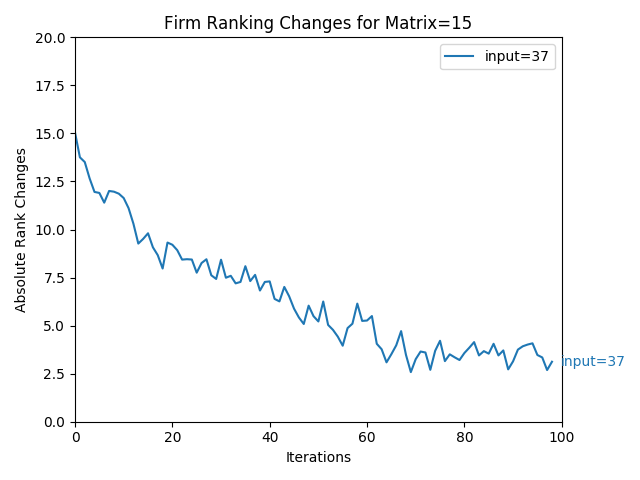 Firm Ranking Changes for Matrix=15
20.0
17.5
15.0
12.5
10.0
7.5
5.0
2.5
0.0
Absolute Rank Changes
input=37
input=37
0 20 40 60 80 100
Iterations